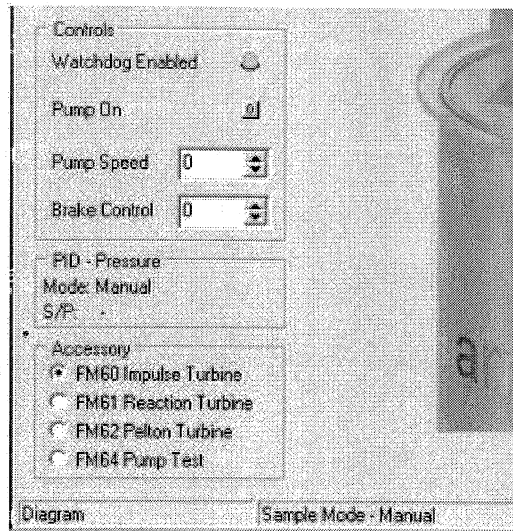 Controls
Watchdog Enabled
Pump On 0
Pump Speed 0
Brake Control 0
PID - Pressure
Mode: Manual
S/P: -
Accessory
FM60 Impulse Turbine
FM61 Reaction Turbine
FM62 Pelton Turbine
FM64 Pump Test
Diagram Sample Mode - Manual